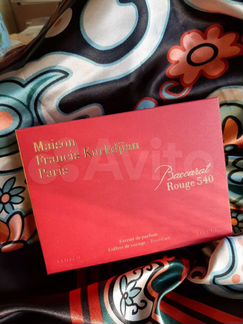 Maison
Francis Kurkdjian
Paris
Baccarat
Rouge 540
Avito
Extrait de parfum